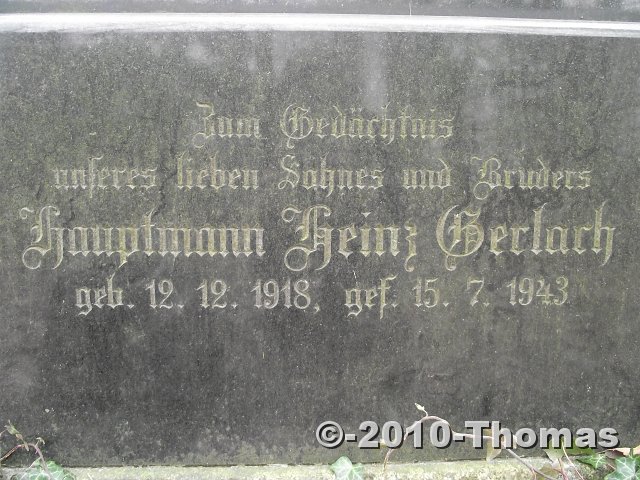 Zum Gedächtnis
unseres lieben Sohnes und Bruders
Hauptmann Heinz Gerlach
geb. 12. 12. 1918, gef. 15. 7. 1943
©-2010-Thomas